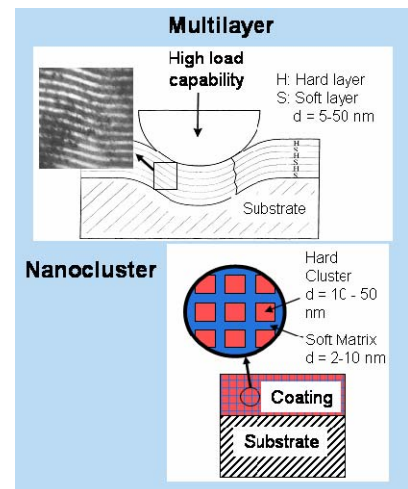 Multilayer
High load
capability
H: Hard layer
S: Soft layer
d = 5-50 nm
H
S
H
S
H
S
Substrate
Nanocluster
Hard
Cluster
d = 10 - 50
nm
Soft Matrix
d = 2-10 nm
Coating
Substrate